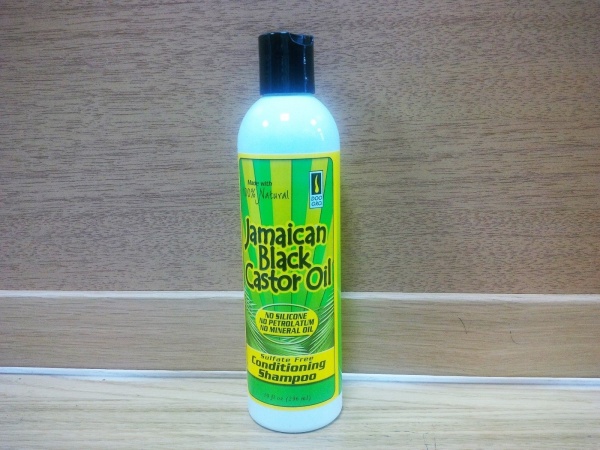 Made with
100% Natural
DOO
GRO
Jamaican
Black
Castor Oil
NO SILICONE
NO PETROLATUM
NO MINERAL OIL
Sulfate Free
Conditioning
Shampoo